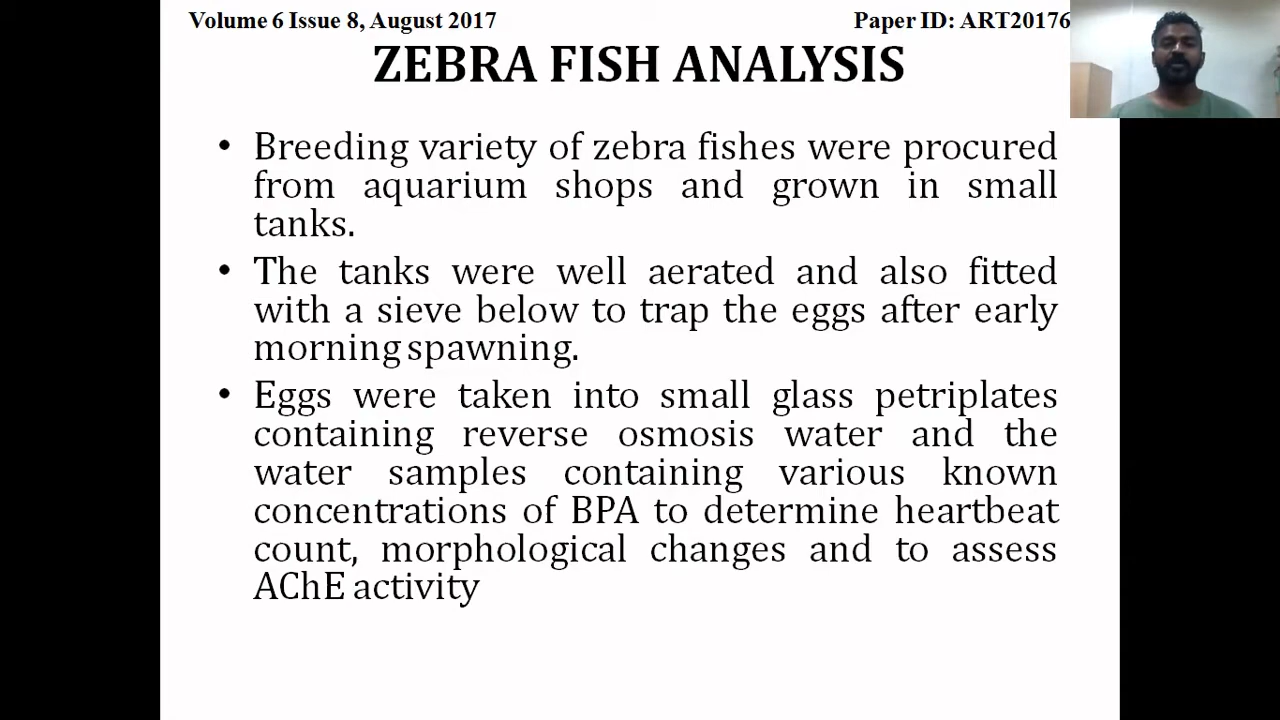 Volume 6 Issue 8, August 2017
Paper ID: ART20176
ZEBRA FISH ANALYSIS
• Breeding variety of zebra fishes were procured
from aquarium shops and grown in small
tanks.
• The tanks were well aerated and also fitted
with a sieve below to trap the eggs after early
morning spawning.
• Eggs were taken into small glass petriplates
containing reverse osmosis water and the
water samples containing various known
concentrations of BPA to determine heartbeat
count, morphological changes and to assess
AChE activity